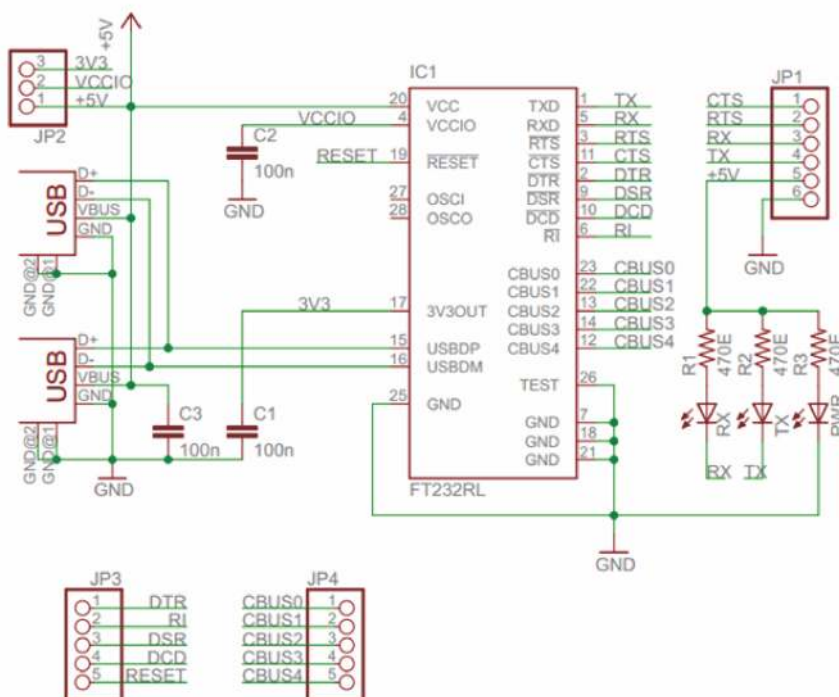 +5V
3 3V3
2 VCCIO
1 +5V
JP2
IC1
20 VCC TXD 1 TX
VCCIO 4 VCCIO RXD 5 RX
RTS 3 RTS
RESET 19 RESET CTS 11 CTS
DTR 2 DTR
27 OSCI DSR 9 DSR
28 OSCO DCD 10 DCD
RI 6 RI
C2
100n
GND
CBUS0 23 CBUS0
CBUS1 22 CBUS1
3V3 17 3V3OUT CBUS2 13 CBUS2
CBUS3 14 CBUS3
15 USBDP CBUS4 12 CBUS4
16 USBDM
TEST 26
25 GND
GND 7
GND 18
GND 21
FT232RL
JP1
CTS 1
RTS 2
RX 3
TX 4
+5V 5
6
GND
USB
D+
D-
VBUS
GND
GND@2
GND@1
USB
D+
D-
VBUS
GND
GND@2
GND@1
C3
100n
C1
100n
GND
R1
470E
R2
470E
R3
470E
RX
TX
PWR
RX TX
GND
JP3
1 DTR
2 RI
3 DSR
4 DCD
5 RESET
JP4
CBUS0 1
CBUS1 2
CBUS2 3
CBUS3 4
CBUS4 5